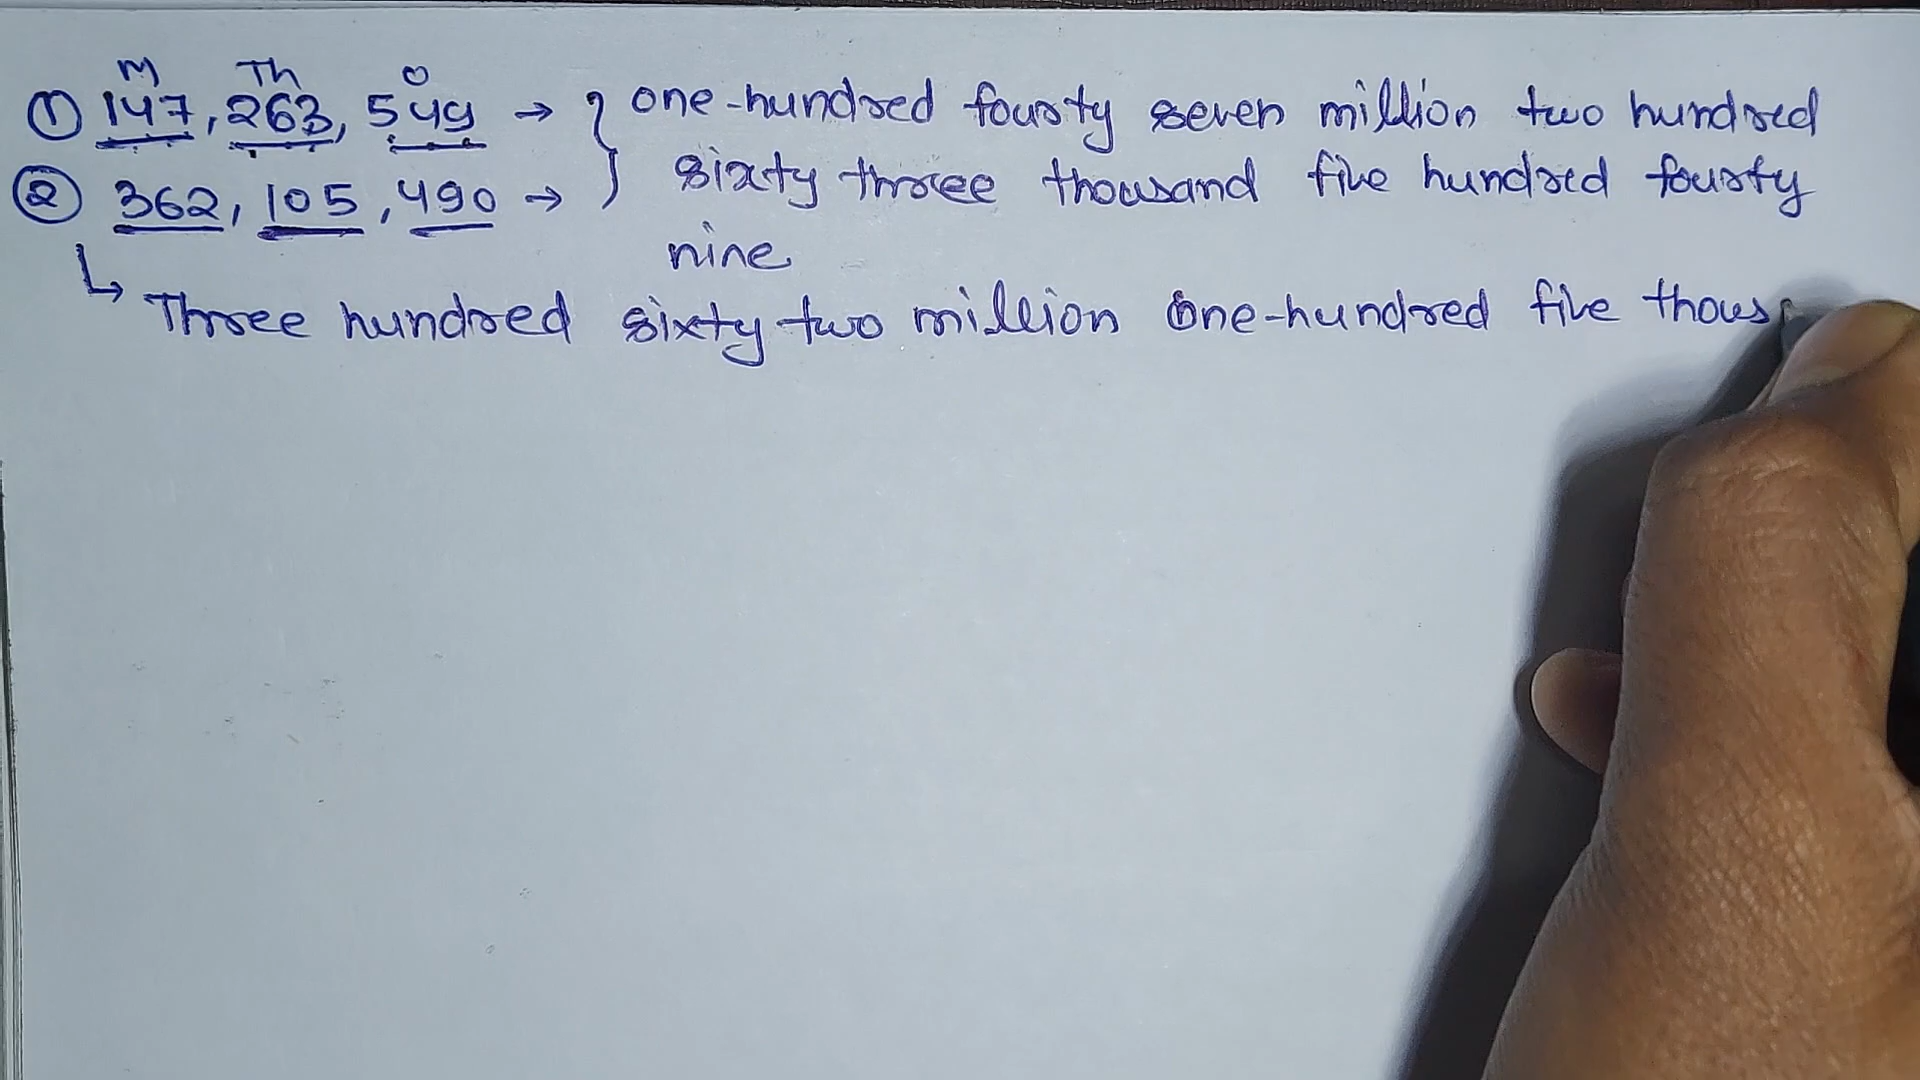 M Th O
① 147, 263, 549 → } one-hundred fourty seven million two hundred
② 362, 105, 490 → sixty three thousand five hundred fourty
nine
↳ Three hundred sixty two million one-hundred five thous